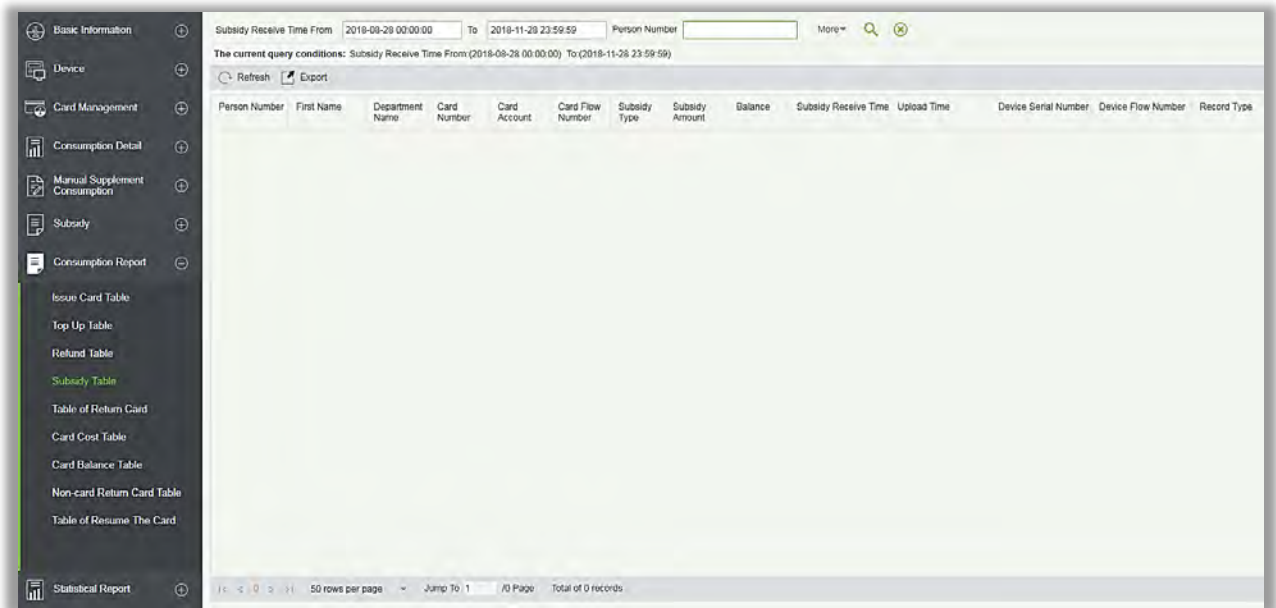 Basic Information
Device
Card Management
Consumption Detail
Manual Supplement
Consumption
Subsidy
Consumption Report
Issue Card Table
Top Up Table
Refund Table
Subsidy Table
Table of Return Card
Card Cost Table
Card Balance Table
Non-card Return Card Table
Table of Resume The Card
Statistical Report
Subsidy Receive Time From 2018-08-28 00:00:00 To 2018-11-28 23:59:59 Person Number More
The current query conditions: Subsidy Receive Time From:(2018-08-28 00:00:00) To:(2018-11-28 23:59:59)
Refresh Export
Person Number First Name Department Name Card Number Card Account Card Flow Number Subsidy Type Subsidy Amount Balance Subsidy Receive Time Upload Time Device Serial Number Device Flow Number Record Type
|< < 0 > >| 50 rows per page Jump To 1 /0 Page Total of 0 records